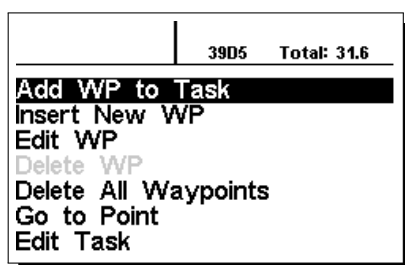 39D5 Total: 31.6
Add WP to Task
Insert New WP
Edit WP
Delete WP
Delete All Waypoints
Go to Point
Edit Task